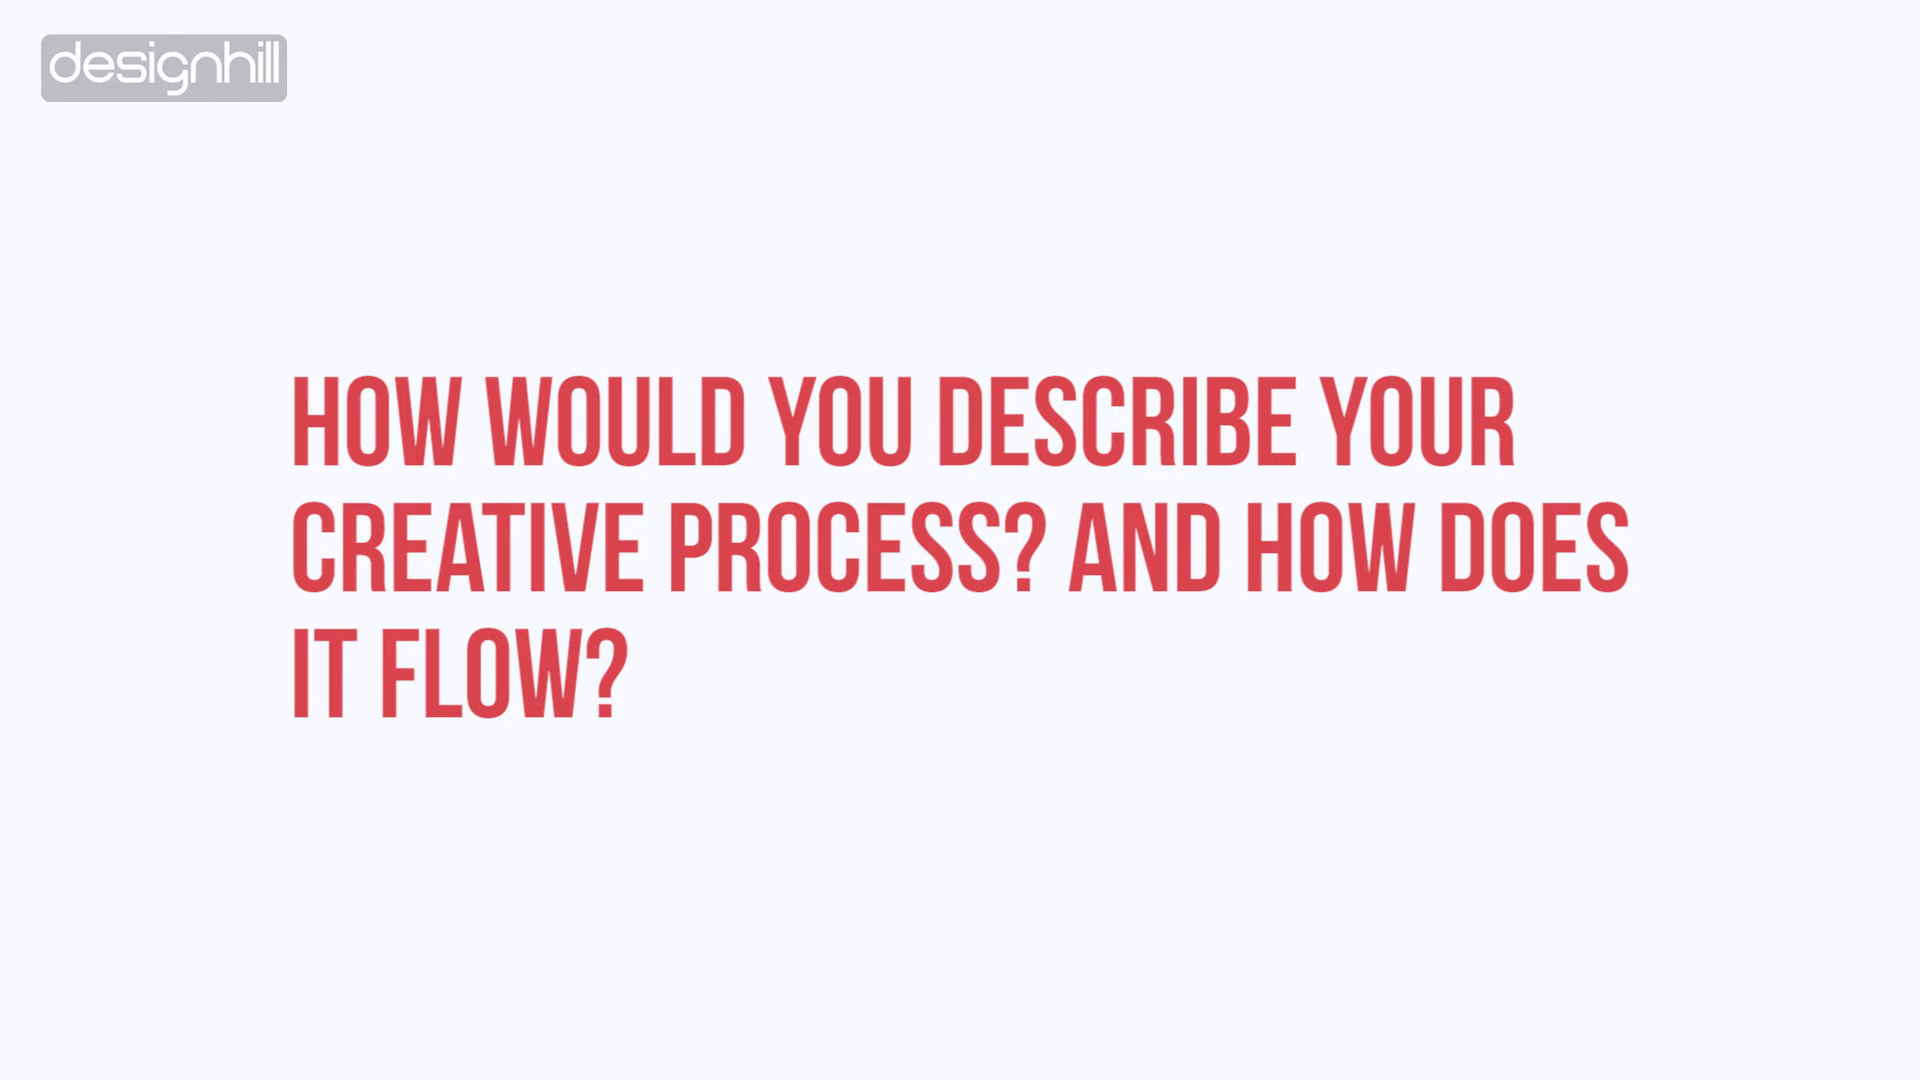 designhill
HOW WOULD YOU DESCRIBE YOUR
CREATIVE PROCESS? AND HOW DOES
IT FLOW?